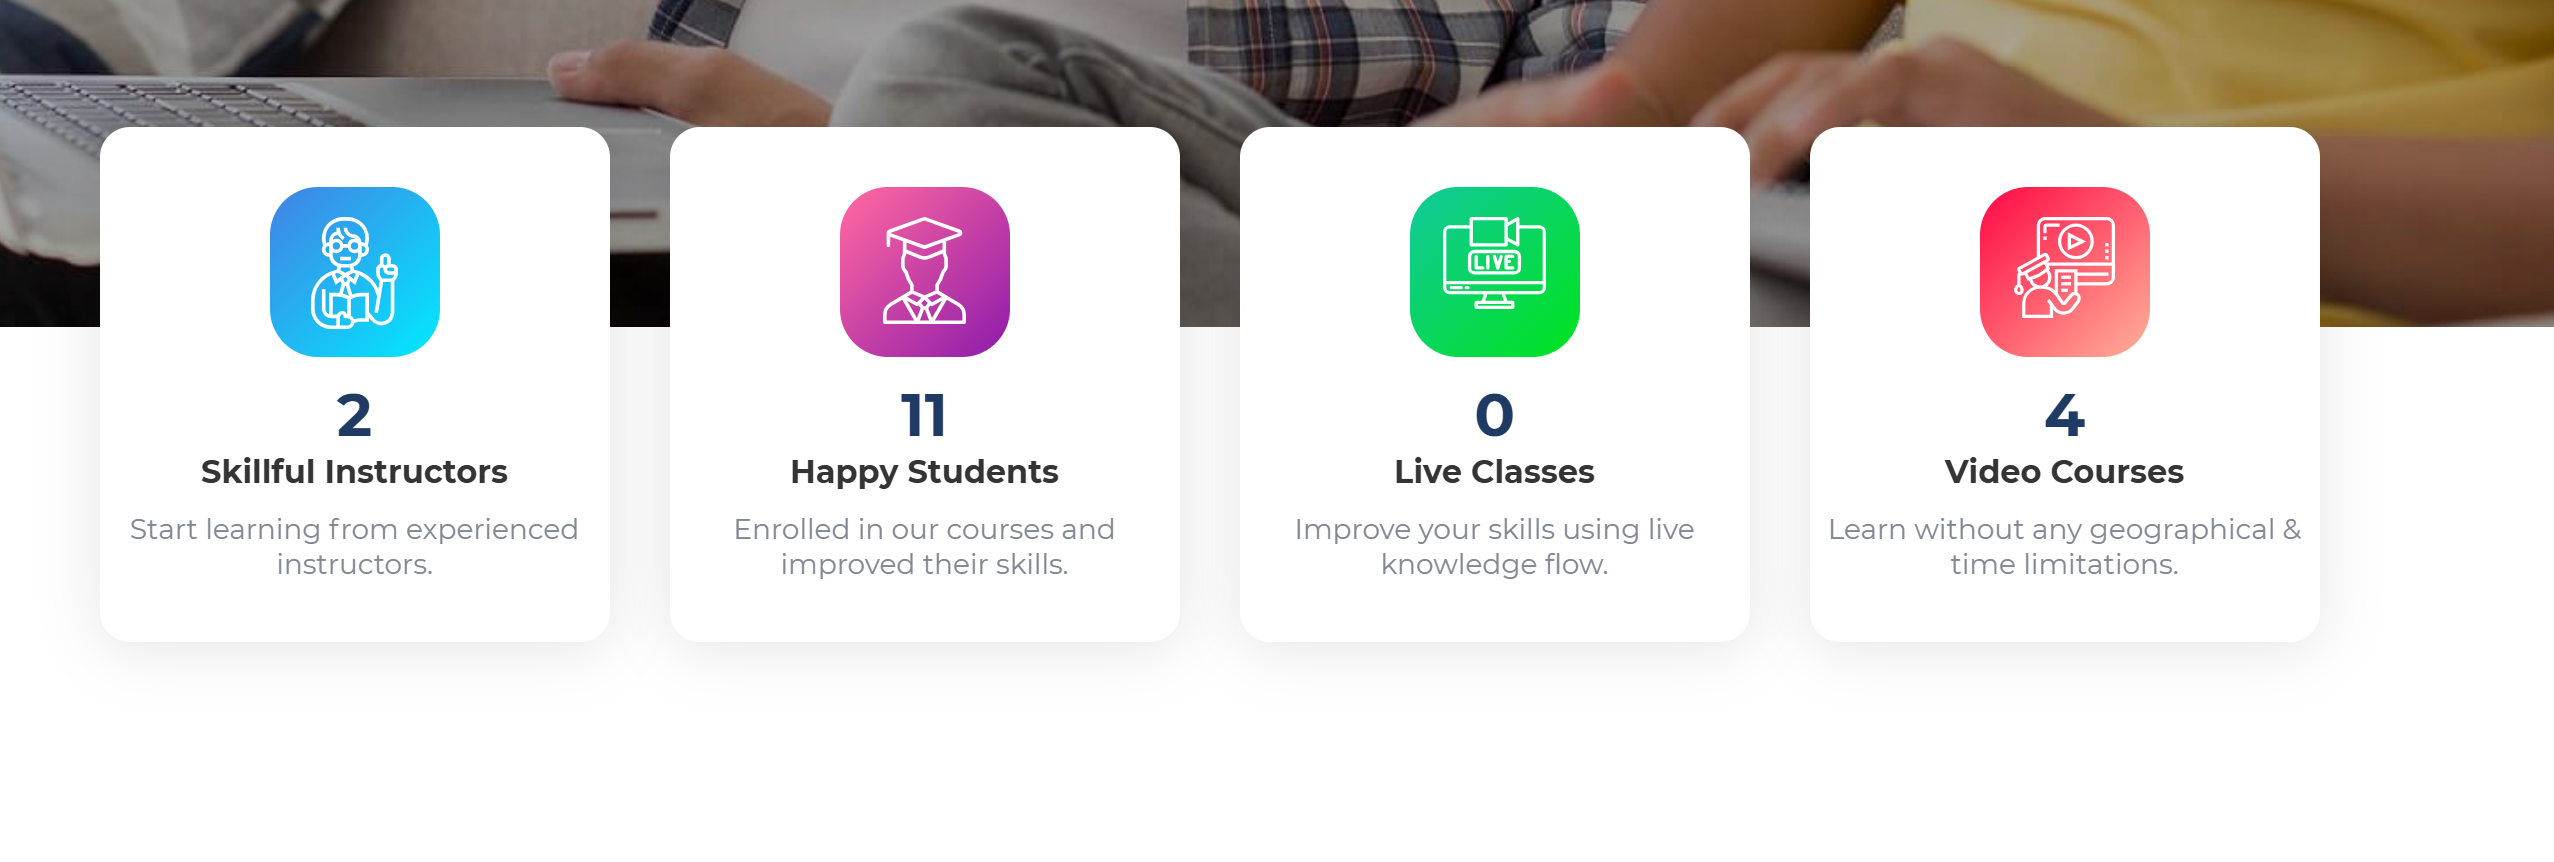 LIVE
2
Skillful Instructors
Start learning from experienced
instructors.
11
Happy Students
Enrolled in our courses and
improved their skills.
0
Live Classes
Improve your skills using live
knowledge flow.
4
Video Courses
Learn without any geographical &
time limitations.